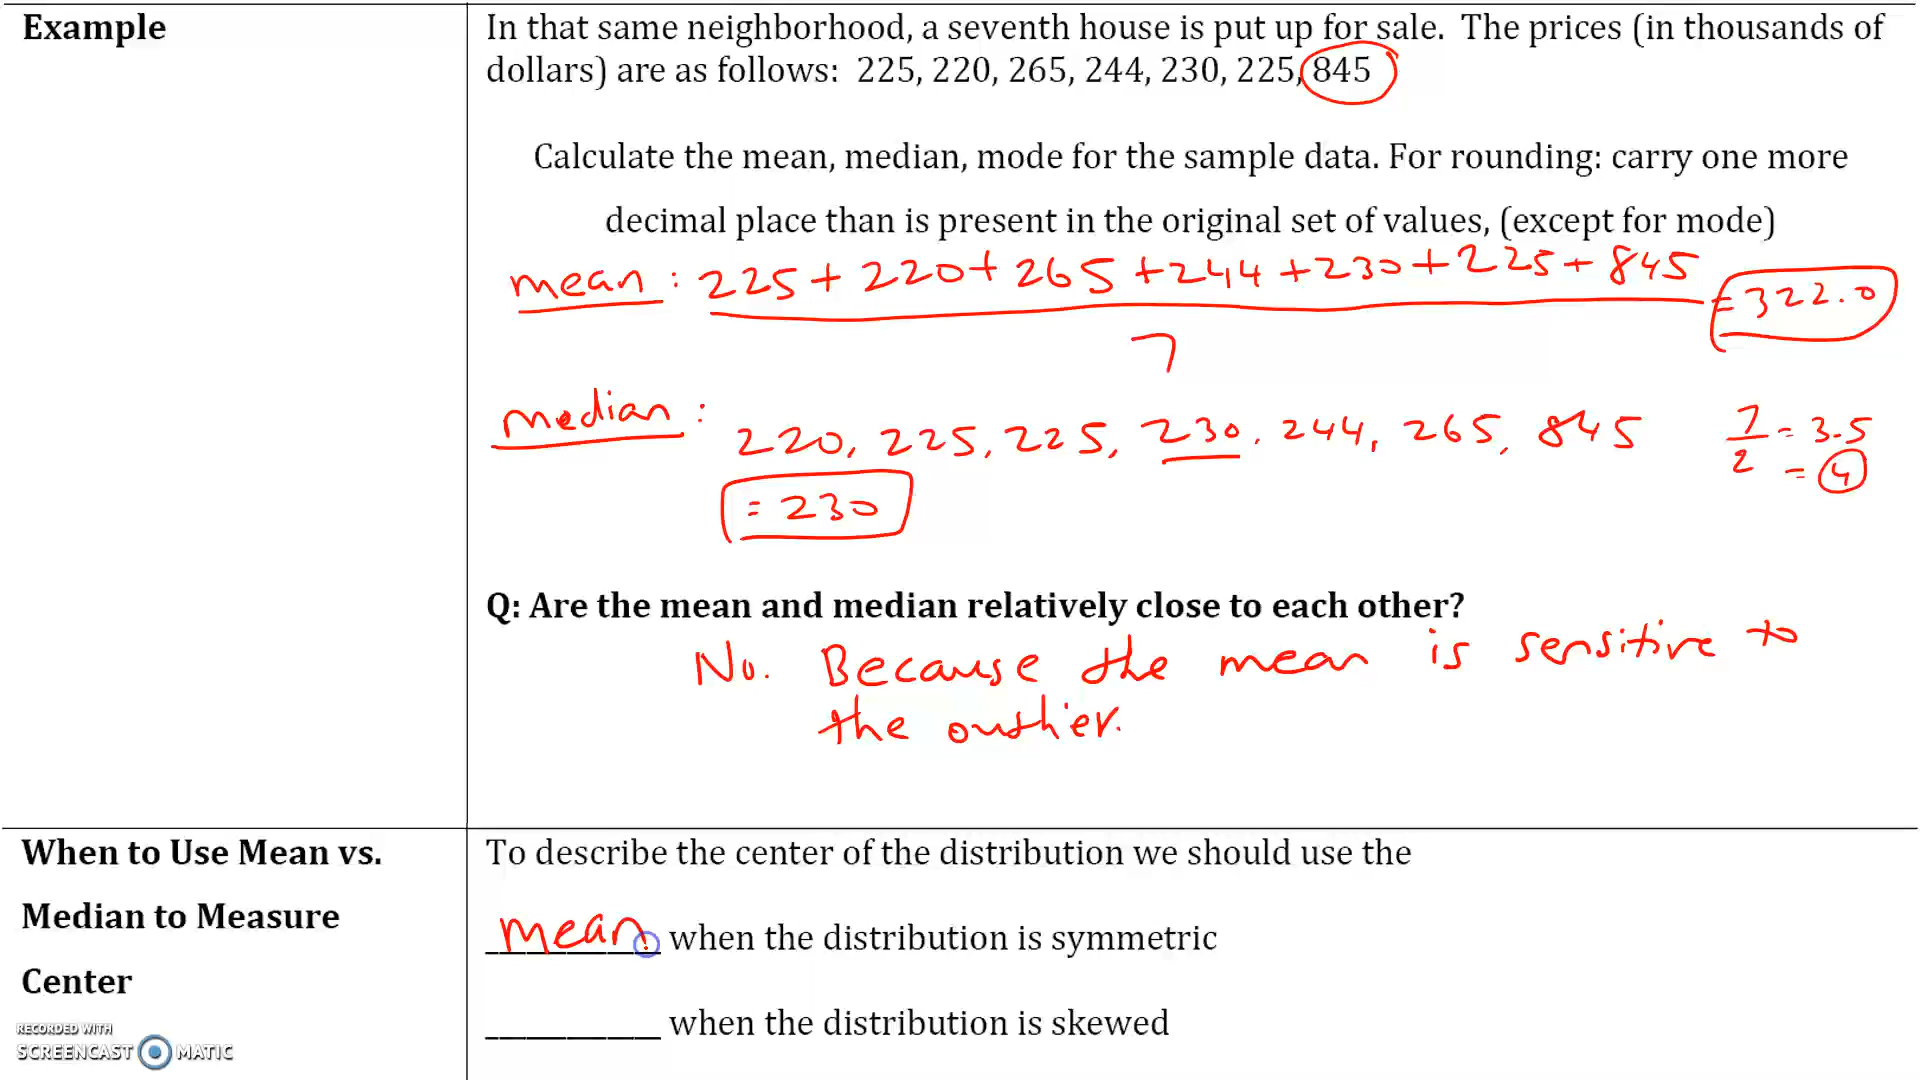 Example
In that same neighborhood, a seventh house is put up for sale. The prices (in thousands of
dollars) are as follows: 225, 220, 265, 244, 230, 225, 845
Calculate the mean, median, mode for the sample data. For rounding: carry one more
decimal place than is present in the original set of values, (except for mode)
mean: 225 + 220 + 265 + 244 + 230 + 225 + 845 = 322.0
7
median: 220, 225, 225, 230, 244, 265, 845
7/2 = 3.5
= 4
= 230
Q: Are the mean and median relatively close to each other?
No. Because the mean is sensitive to
the outlier.
When to Use Mean vs.
Median to Measure
Center
To describe the center of the distribution we should use the
mean when the distribution is symmetric
__________ when the distribution is skewed
RECORDED WITH
SCREENCAST MATIC